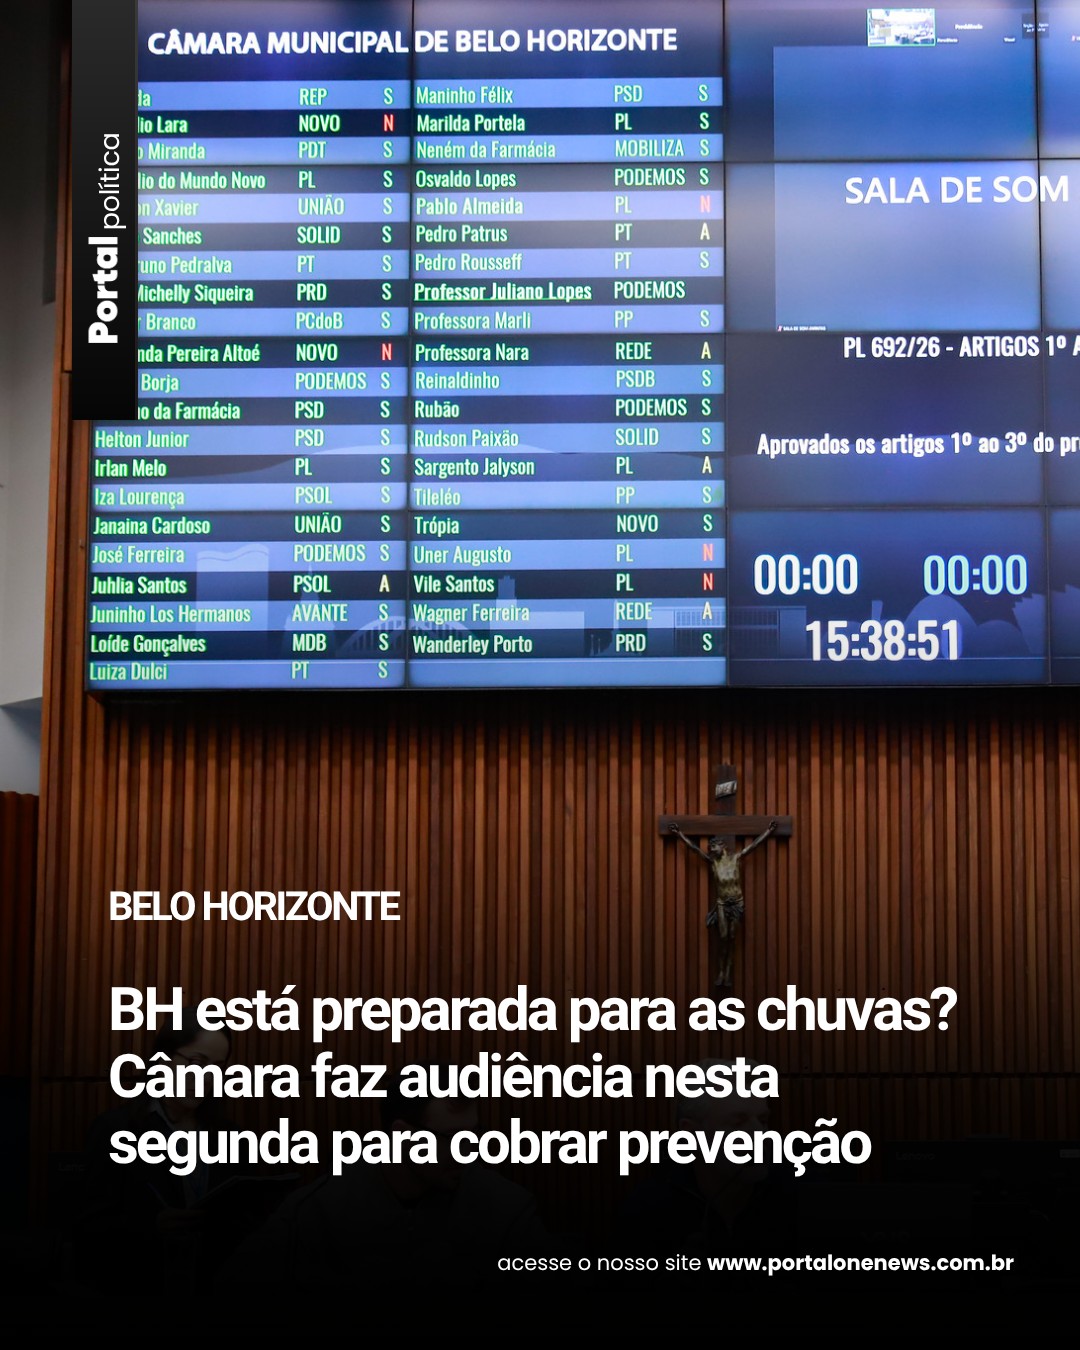 Portal política
CÂMARA MUNICIPAL DE BELO HORIZONTE
da REP S
io Lara NOVO N
o Miranda PDT S
lio do Mundo Novo PL S
on Xavier UNIÃO S
Sanches SOLID S
runo Pedralva PT S
Michelly Siqueira PRD S
r Branco PCdoB S
nda Pereira Altoé NOVO N
Borja PODEMOS S
no da Farmácia PSD S
Helton Junior PSD S
Irlan Melo PL S
Iza Lourença PSOL S
Janaina Cardoso UNIÃO S
José Ferreira PODEMOS S
Juhlia Santos PSOL A
Juninho Los Hermanos AVANTE S
Loíde Gonçalves MDB S
Luiza Dulci PT S
Maninho Félix PSD S
Marilda Portela PL S
Neném da Farmácia MOBILIZA S
Osvaldo Lopes PODEMOS S
Pablo Almeida PL N
Pedro Patrus PT A
Pedro Rousseff PT S
Professor Juliano Lopes PODEMOS
Professora Marli PP S
Professora Nara REDE A
Reinaldinho PSDB S
Rubão PODEMOS S
Rudson Paixão SOLID S
Sargento Jalyson PL A
Tileléo PP S
Trópia NOVO S
Uner Augusto PL N
Vile Santos PL N
Wagner Ferreira REDE A
Wanderley Porto PRD S
SALA DE SOM
PL 692/26 - ARTIGOS 1º A
Aprovados os artigos 1º ao 3º do pr
00:00 00:00
15:38:51
BELO HORIZONTE
BH está preparada para as chuvas?
Câmara faz audiência nesta
segunda para cobrar prevenção
acesse o nosso site www.portalonenews.com.br